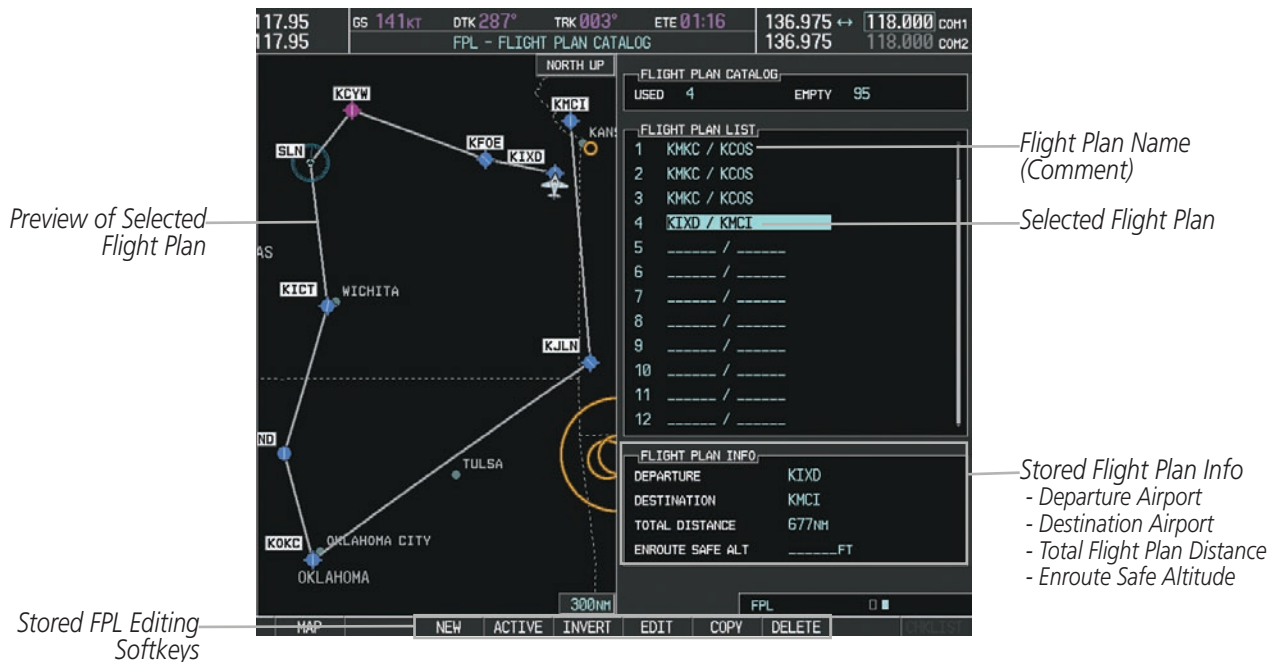 117.95
117.95
GS 141KT DTK 287° TRK 003° ETE 01:16
FPL - FLIGHT PLAN CATALOG
136.975 ↔ 118.000 COM1
136.975 118.000 COM2
NORTH UP
KCYW
KMCI
KANS
KFOE
KIXD
SLN
AS
KICT
WICHITA
KJLN
ND
TULSA
KOKC
OKLAHOMA CITY
OKLAHOMA
300NM
FLIGHT PLAN CATALOG
USED 4 EMPTY 95
FLIGHT PLAN LIST
1 KMKC / KCOS
2 KMKC / KCOS
3 KMKC / KCOS
4 KIXD / KMCI
5 ______ / ______
6 ______ / ______
7 ______ / ______
8 ______ / ______
9 ______ / ______
10 ______ / ______
11 ______ / ______
12 ______ / ______
FLIGHT PLAN INFO
DEPARTURE KIXD
DESTINATION KMCI
TOTAL DISTANCE 677NM
ENROUTE SAFE ALT ______FT
FPL
MAP NEW ACTIVE INVERT EDIT COPY DELETE CHKLIST
Preview of Selected
Flight Plan
Stored FPL Editing
Softkeys
Flight Plan Name
(Comment)
Selected Flight Plan
Stored Flight Plan Info
- Departure Airport
- Destination Airport
- Total Flight Plan Distance
- Enroute Safe Altitude